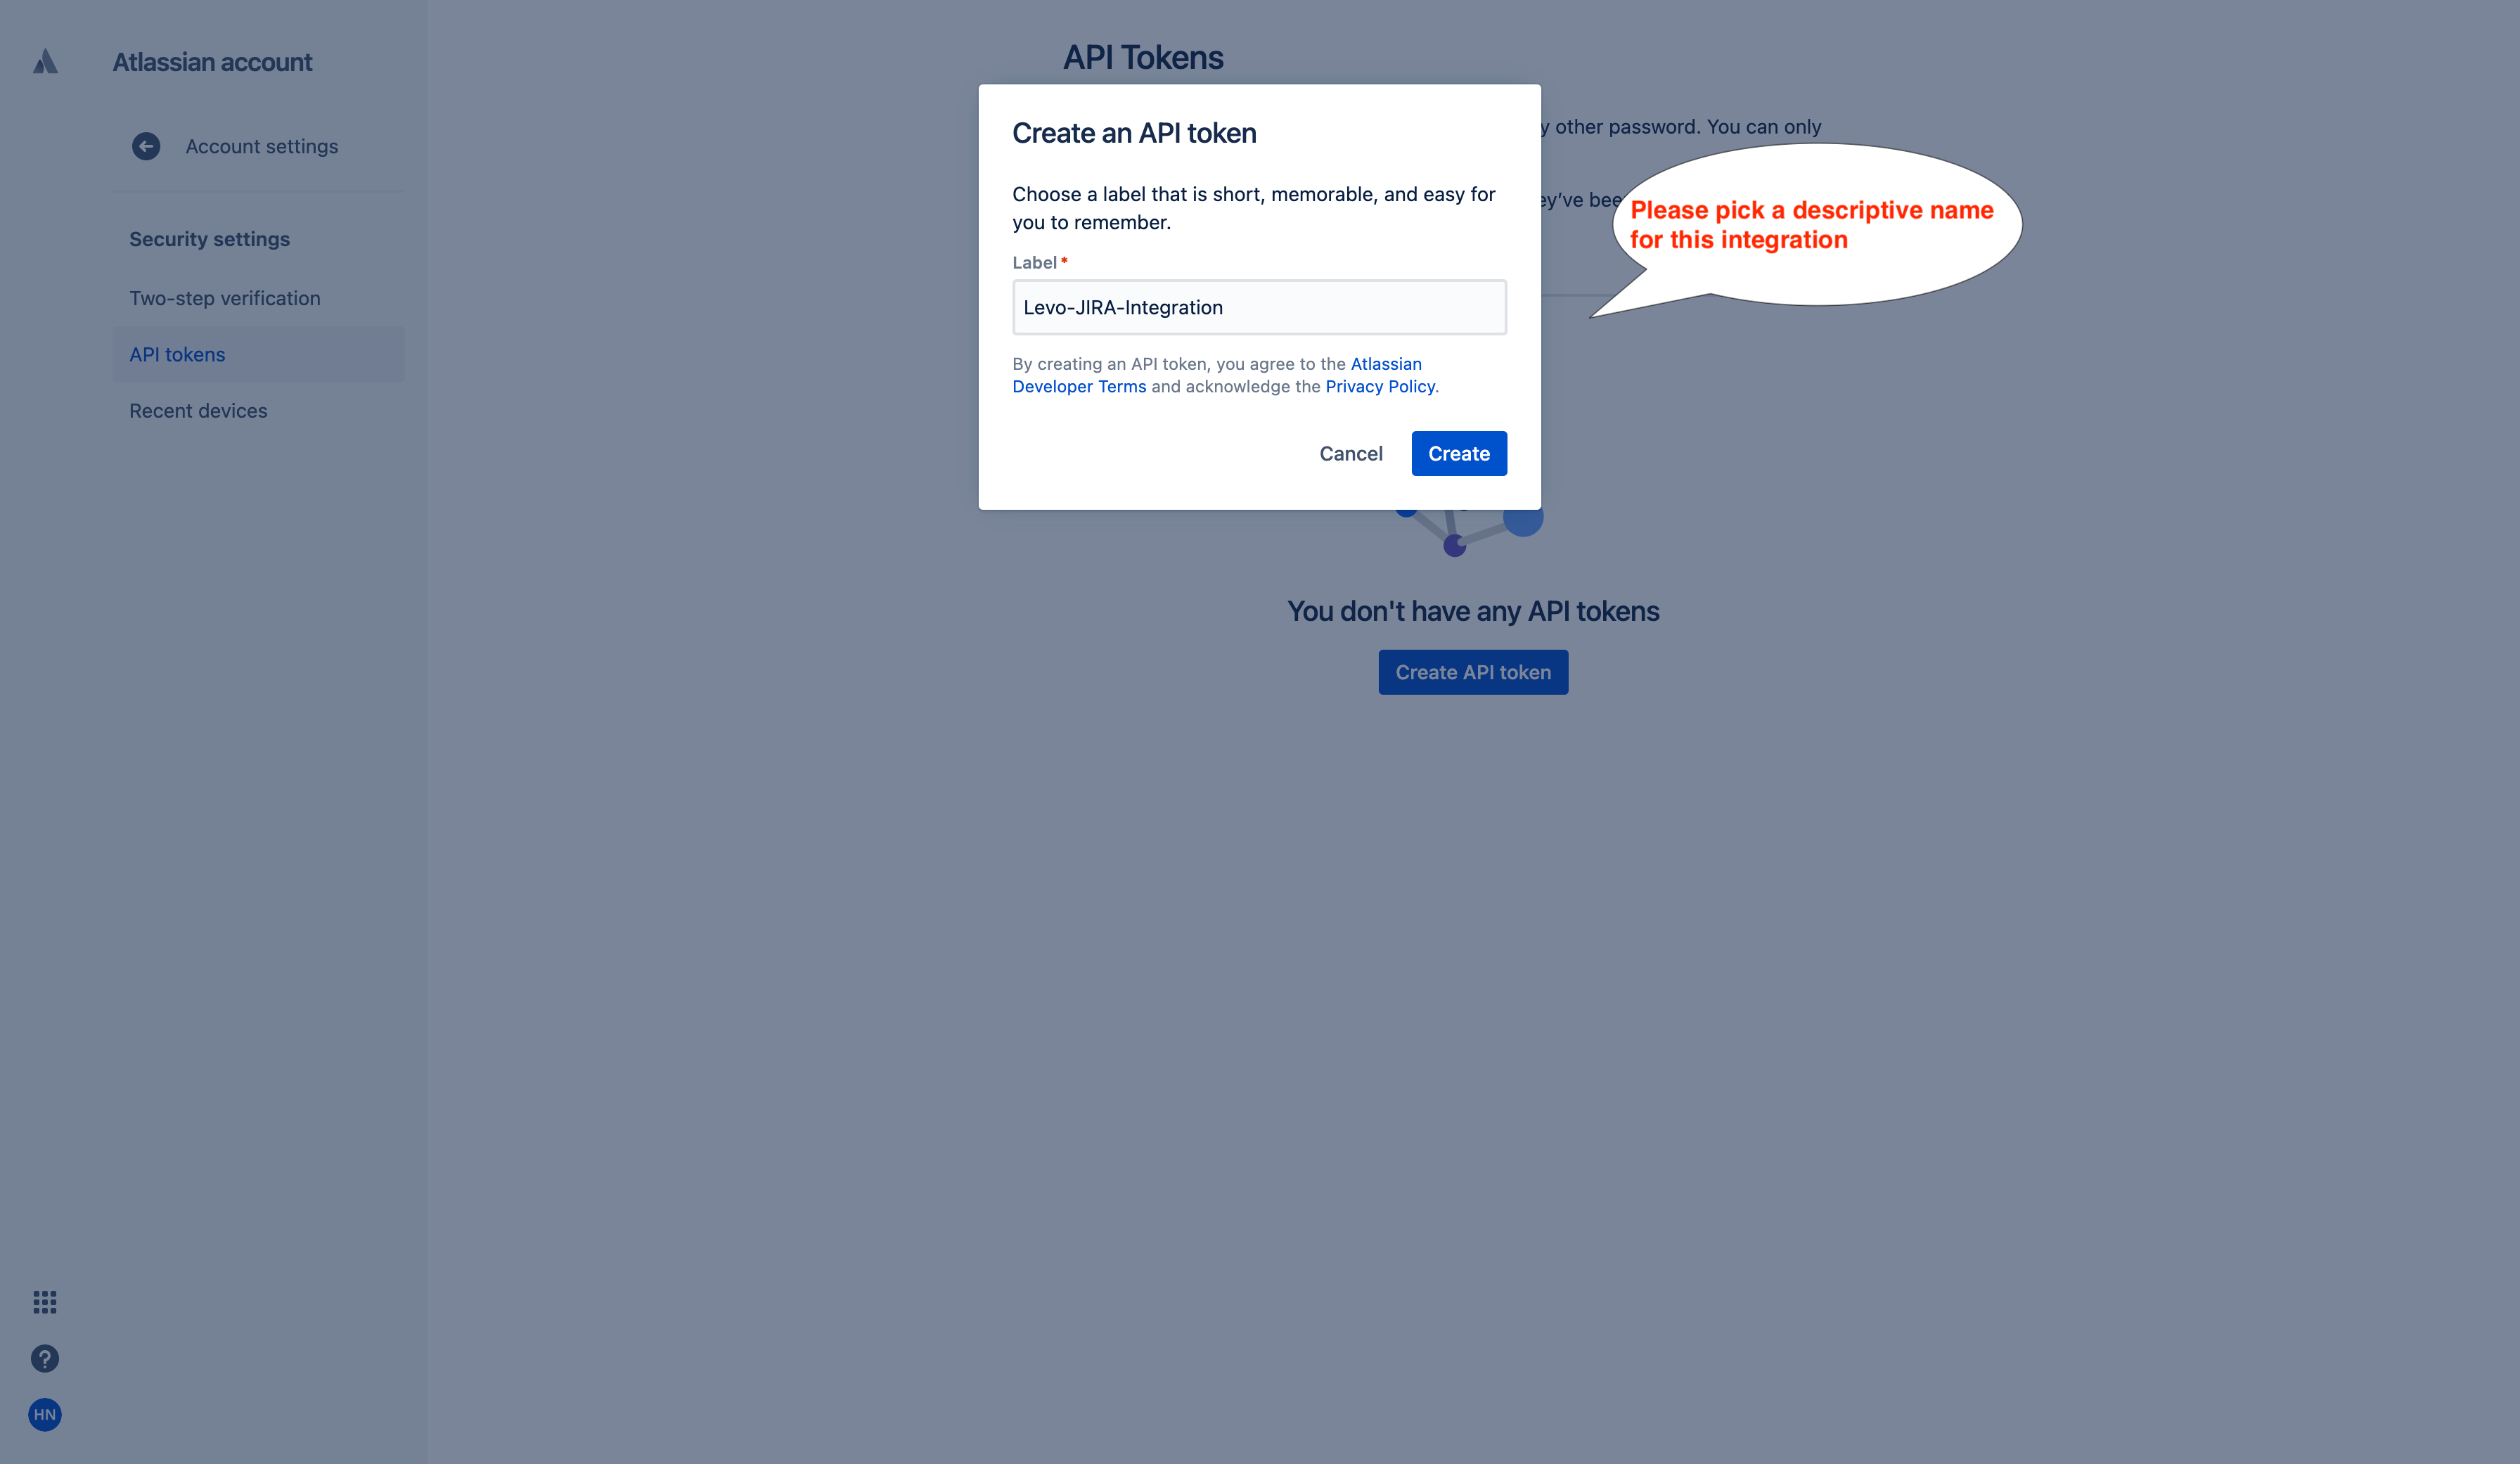 Atlassian account
Account settings
Security settings
Two-step verification
API tokens
Recent devices
HN
API Tokens
other password. You can only
Create an API token
Choose a label that is short, memorable, and easy for
you to remember.
Label *
Levo-JIRA-Integration
By creating an API token, you agree to the Atlassian
Developer Terms and acknowledge the Privacy Policy.
Cancel
Create
Please pick a descriptive name
for this integration
You don't have any API tokens
Create API token